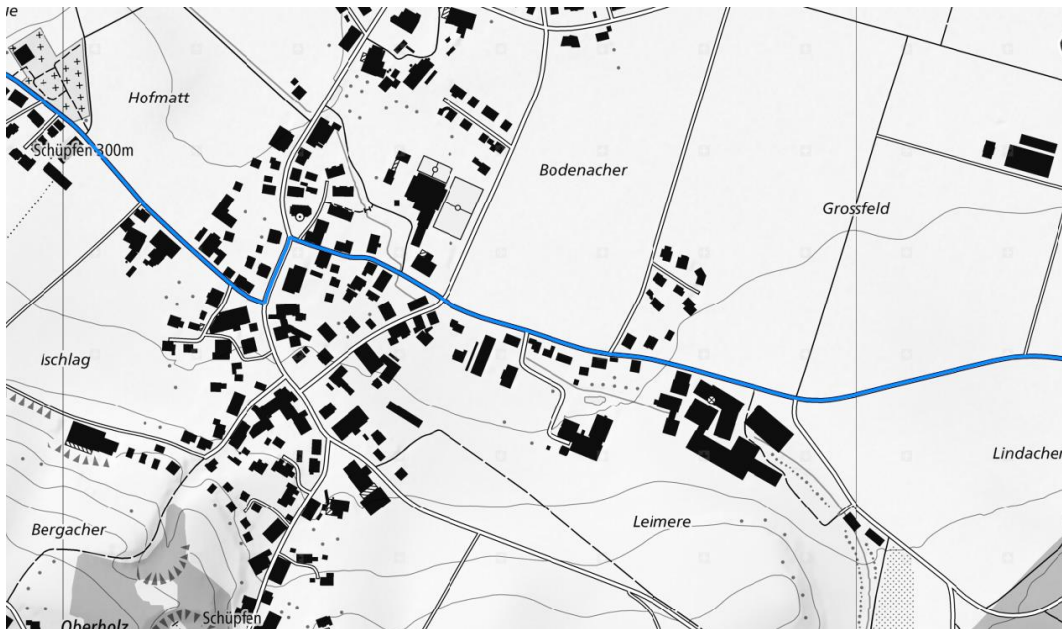 Hofmatt
Schüpfen 300m
Bodenacher
Grossfeld
Ischlag
Lindacher
Bergacher
Leimere
Schüpfen
Oberholz